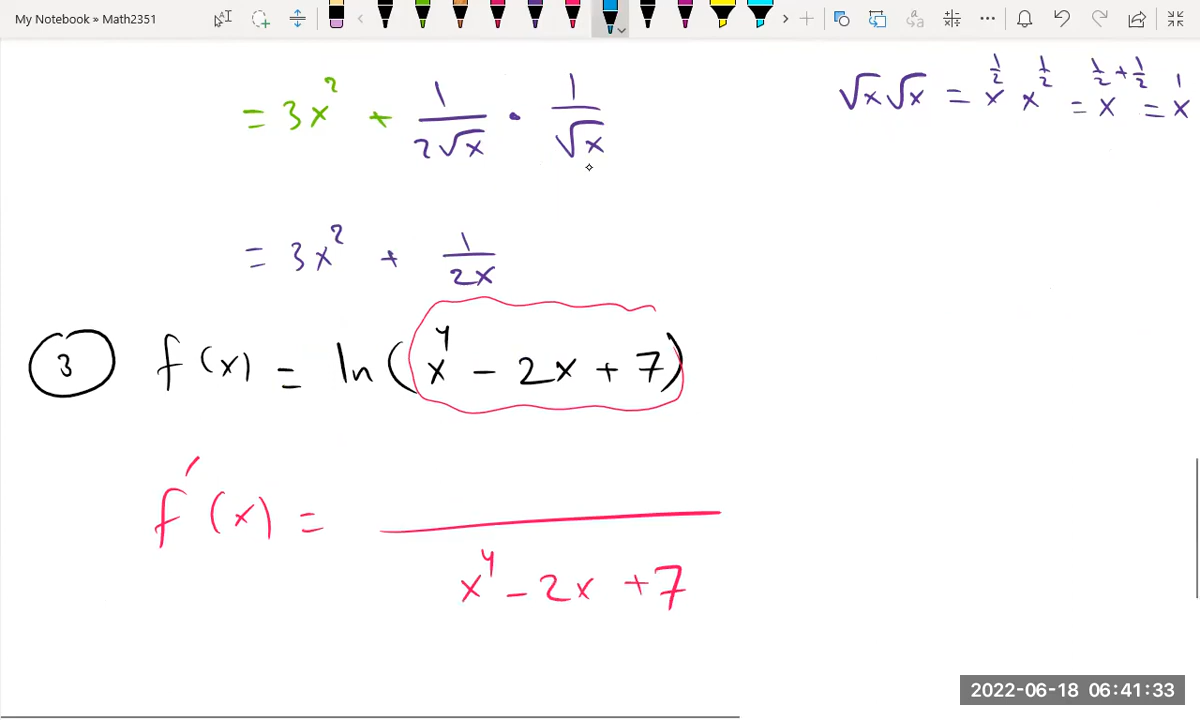 My Notebook » Math2351
= 3x² + 1/(2√x) · 1/√x
√x √x = x^(1/2) x^(1/2) = x^(1/2 + 1/2) = x^1
= 3x² + 1/(2x)
3 f(x) = ln(x⁴ - 2x + 7)
f'(x) = ―――
x⁴ - 2x + 7
2022-06-18 06:41:33